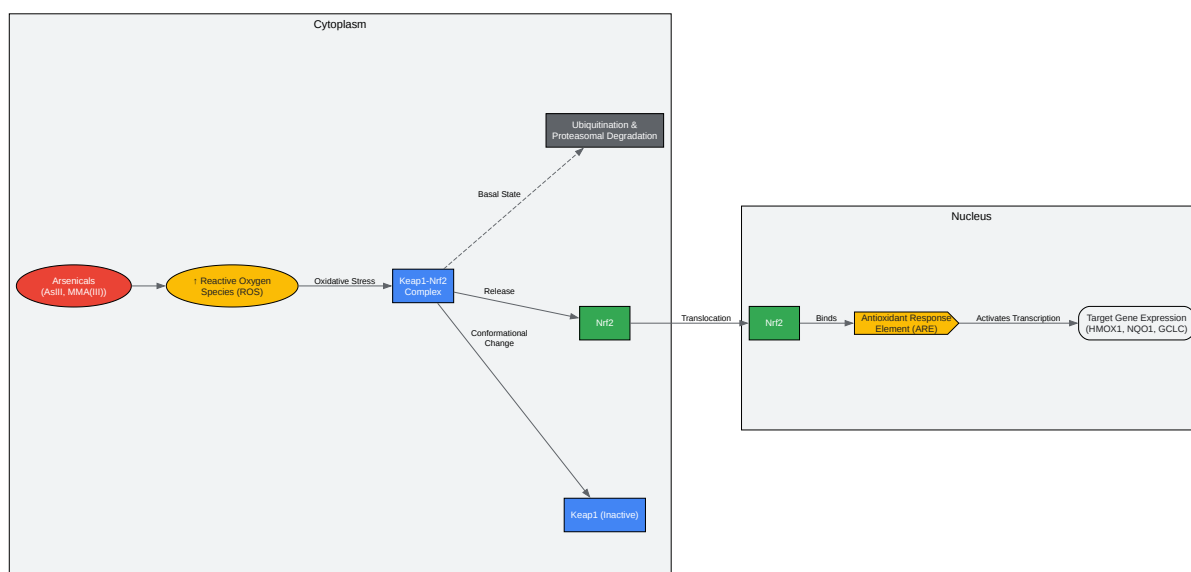 Cytoplasm
Ubiquitination &
Proteasomal Degradation
Basal State
Arsenicals
(AsIII, MMA(III))
↑ Reactive Oxygen
Species (ROS)
Oxidative Stress
Keap1-Nrf2
Complex
Release
Conformational
Change
Nrf2
Keap1 (Inactive)
Translocation
Nucleus
Nrf2
Binds
Antioxidant Response
Element (ARE)
Activates Transcription
Target Gene Expression
(HMOX1, NQO1, GCLC)